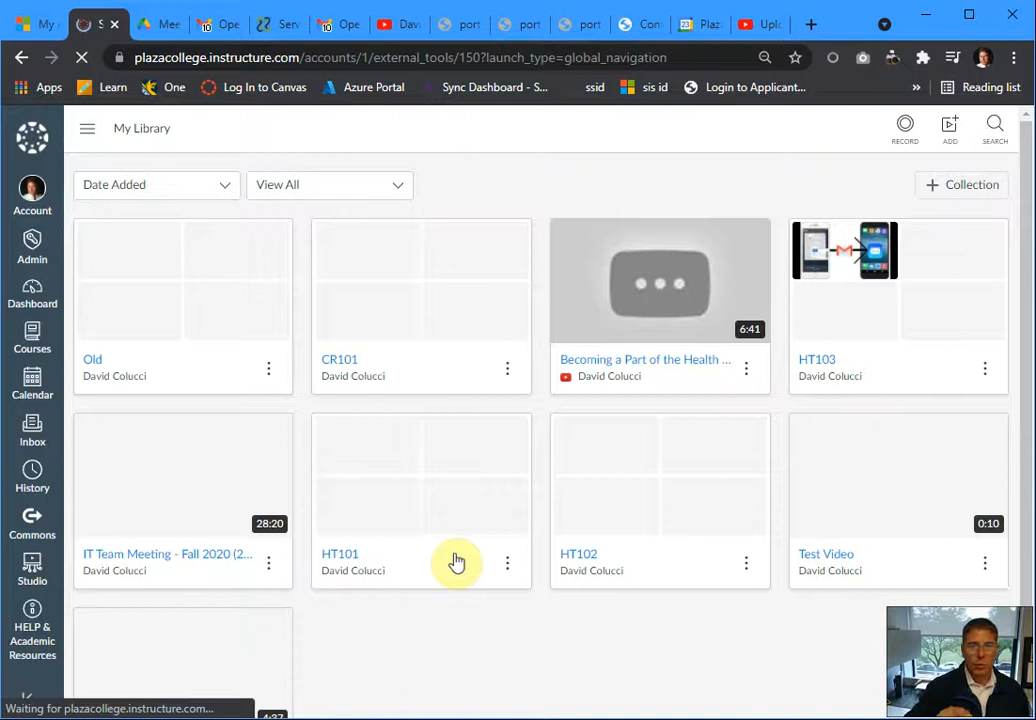 My
S
Mee
10 Ope
Serv
10 Ope
Davi
port
port
port
Con
23 Plaz
Uplo
plazacollege.instructure.com/accounts/1/external_tools/150?launch_type=global_navigation
Apps Learn One Log In to Canvas Azure Portal Sync Dashboard - S... ssid sis id Login to Applicant... » Reading list
My Library
RECORD ADD SEARCH
Date Added View All + Collection
Account
Admin
Dashboard
Courses
Calendar
Inbox
History
Commons
Studio
HELP &
Academic
Resources
6:41
Old
David Colucci
CR101
David Colucci
Becoming a Part of the Health ...
David Colucci
HT103
David Colucci
28:20
0:10
IT Team Meeting - Fall 2020 (2...
David Colucci
HT101
David Colucci
HT102
David Colucci
Test Video
David Colucci
Waiting for plazacollege.instructure.com...